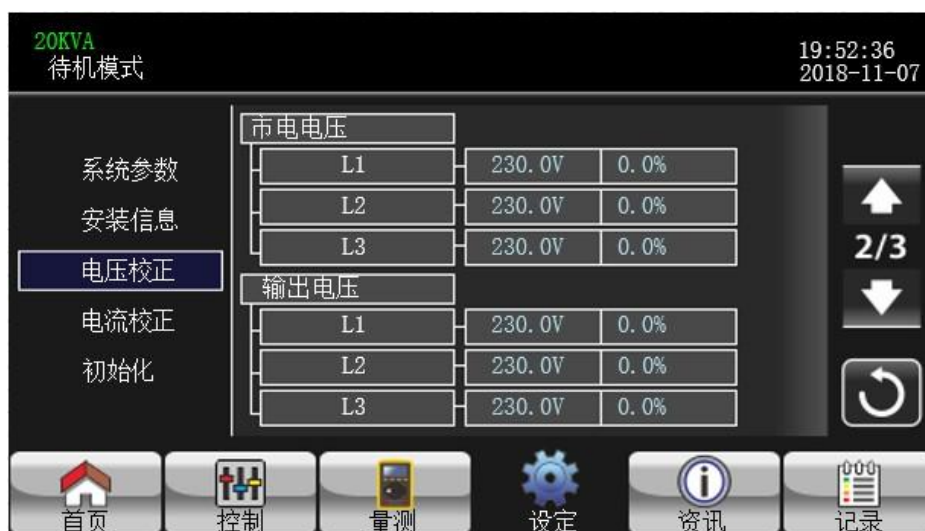 20KVA
待机模式
19:52:36
2018-11-07
系统参数
安装信息
电压校正
电流校正
初始化
市电电压
L1 230.0V 0.0%
L2 230.0V 0.0%
L3 230.0V 0.0%
输出电压
L1 230.0V 0.0%
L2 230.0V 0.0%
L3 230.0V 0.0%
2/3
首页 控制 量测 设定 资讯 记录